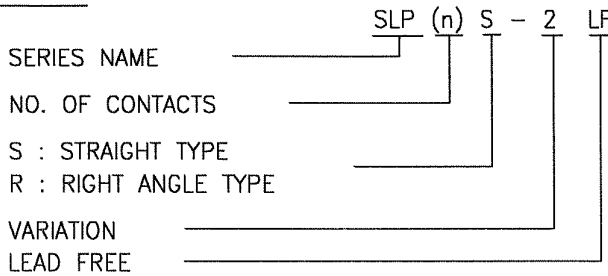 SLP (n) S - 2 LF
SERIES NAME
NO. OF CONTACTS
S : STRAIGHT TYPE
R : RIGHT ANGLE TYPE
VARIATION
LEAD FREE